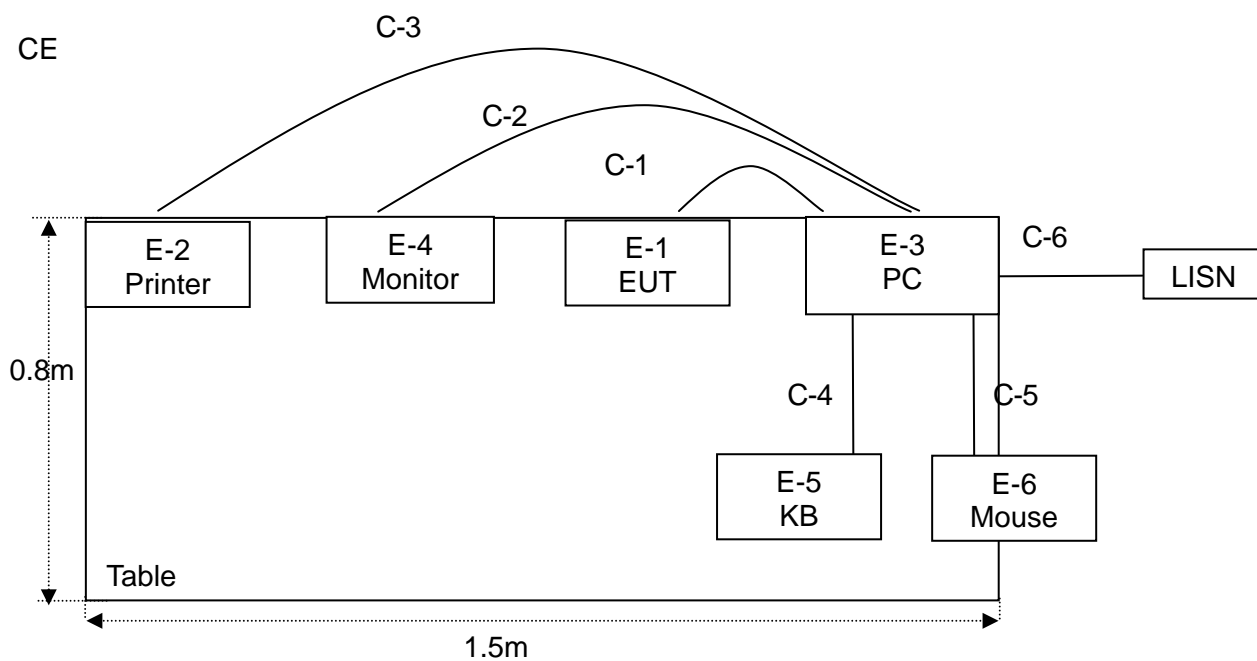 C-3
CE
C-2
C-1
E-2
Printer
E-4
Monitor
E-1
EUT
E-3
PC
C-6
LISN
0.8m
C-4
C-5
E-5
KB
E-6
Mouse
Table
1.5m